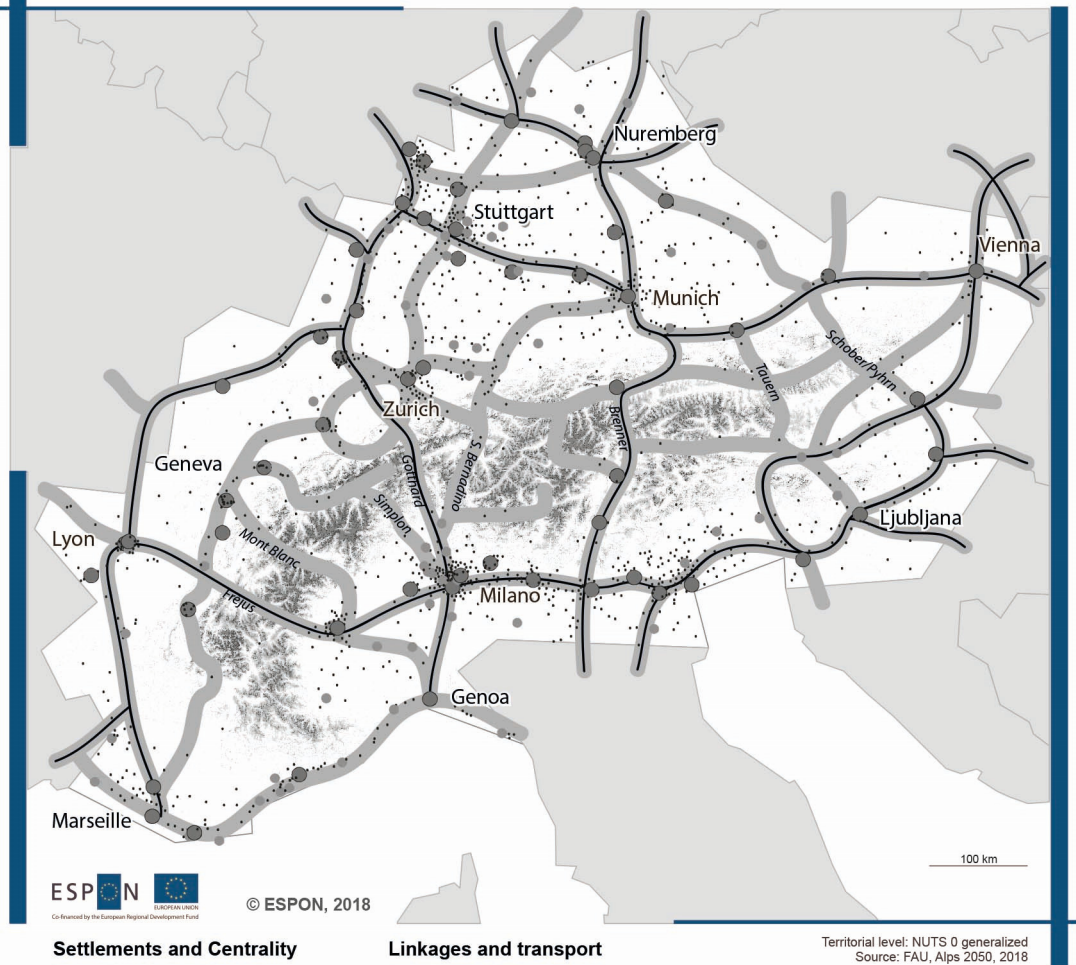 Nuremberg
Stuttgart
Vienna
Munich
Schober/Pyhrn
Tauern
Zurich
Brenner
S. Bernadino
Gotthard
Geneva
Simplon
Ljubljana
Lyon
Mont Blanc
Milano
Frejus
Genoa
Marseille
100 km
ESPON
EUROPEAN UNION
Co-financed by the European Regional Development Fund
© ESPON, 2018
Settlements and Centrality
Linkages and transport
Territorial level: NUTS 0 generalized
Source: FAU, Alps 2050, 2018